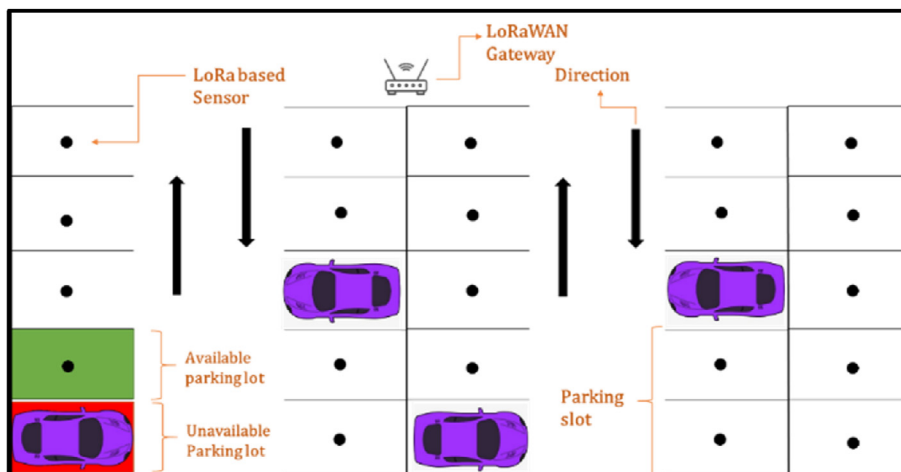 LoRaWAN
Gateway
LoRa based
Sensor
Direction
Available
parking lot
Unavailable
Parking lot
Parking
slot